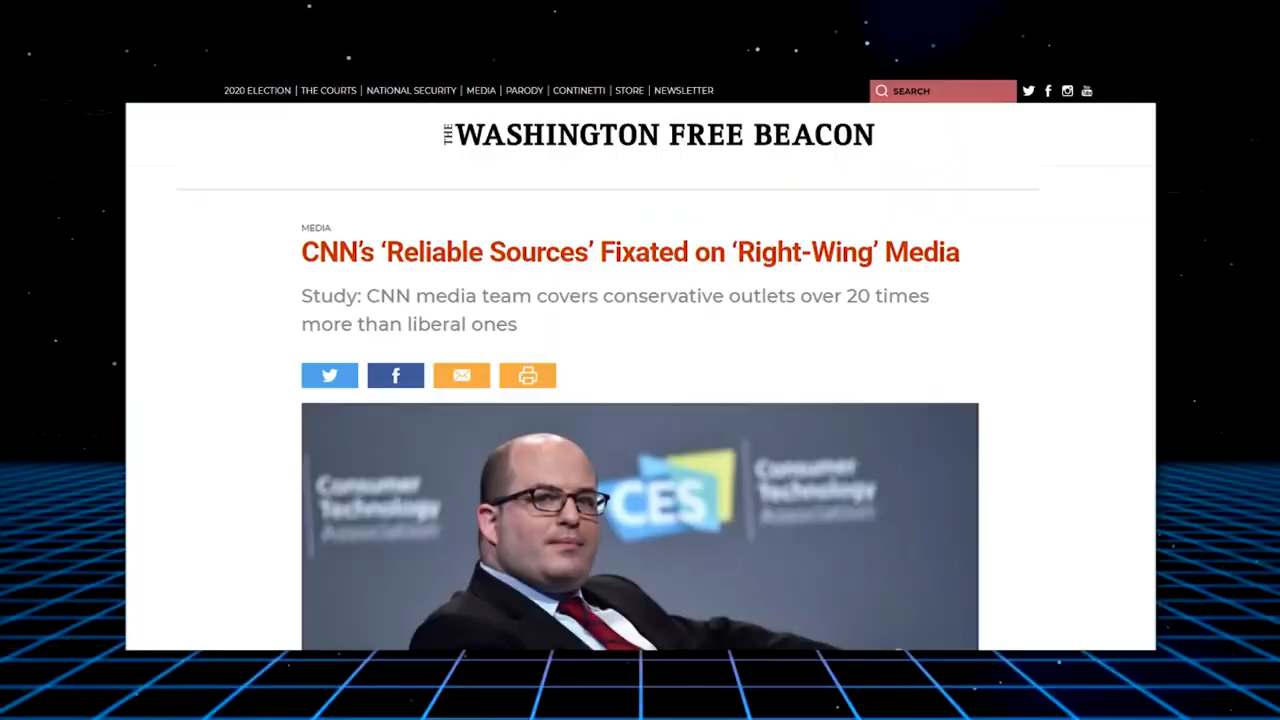 2020 ELECTION | THE COURTS | NATIONAL SECURITY | MEDIA | PARODY | CONTINETTI | STORE | NEWSLETTER
SEARCH
THE WASHINGTON FREE BEACON
MEDIA
CNN's 'Reliable Sources' Fixated on 'Right-Wing' Media
Study: CNN media team covers conservative outlets over 20 times
more than liberal ones
Consumer
Technology
Association
CES
Consumer
Technology
Association